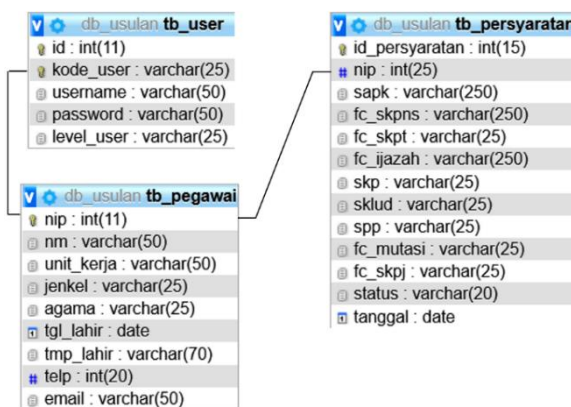 db_usulan tb_user
id : int(11)
kode_user : varchar(25)
username : varchar(50)
password : varchar(50)
level_user : varchar(25)
db_usulan tb_pegawai
nip : int(11)
nm : varchar(50)
unit_kerja : varchar(50)
jenkel : varchar(25)
agama : varchar(25)
tgl_lahir : date
tmp_lahir : varchar(70)
# telp : int(20)
email : varchar(50)
db_usulan tb_persyaratan
id_persyaratan : int(15)
# nip : int(25)
sapk : varchar(250)
fc_skpns : varchar(250)
fc_skpt : varchar(25)
fc_ijazah : varchar(250)
skp : varchar(25)
sklud : varchar(25)
spp : varchar(25)
fc_mutasi : varchar(25)
fc_skpj : varchar(25)
status : varchar(20)
tanggal : date